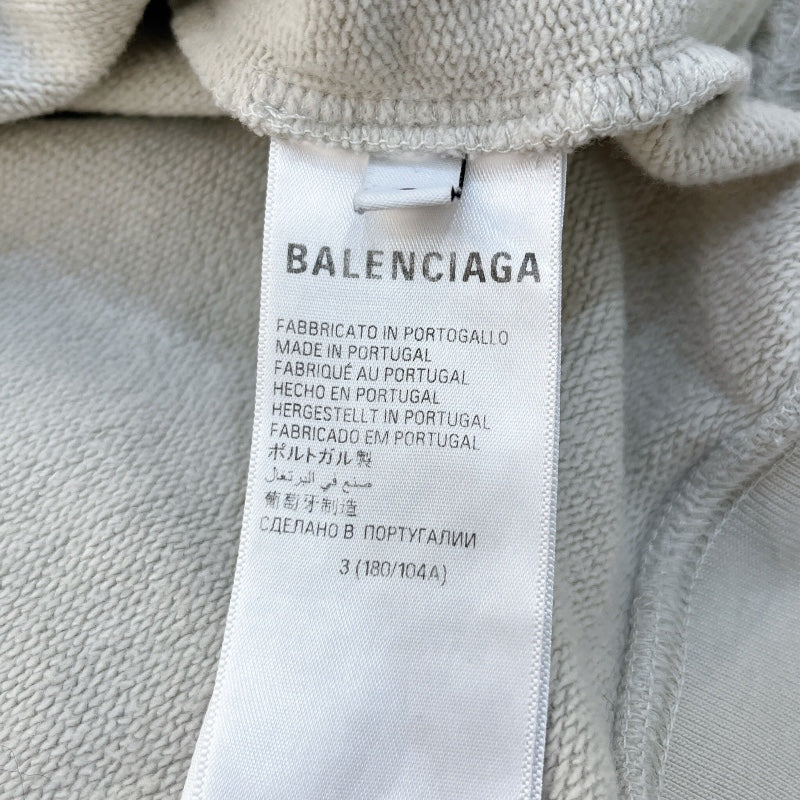 BALENCIAGA
FABBRICATO IN PORTOGALLO
MADE IN PORTUGAL
FABRIQUÉ AU PORTUGAL
HECHO EN PORTUGAL
HERGESTELLT IN PORTUGAL
FABRICADO EM PORTUGAL
ポルトガル製
صنع في البرتغال
葡萄牙制造
СДЕЛАНО В ПОРТУГАЛИИ
3 (180/104A)